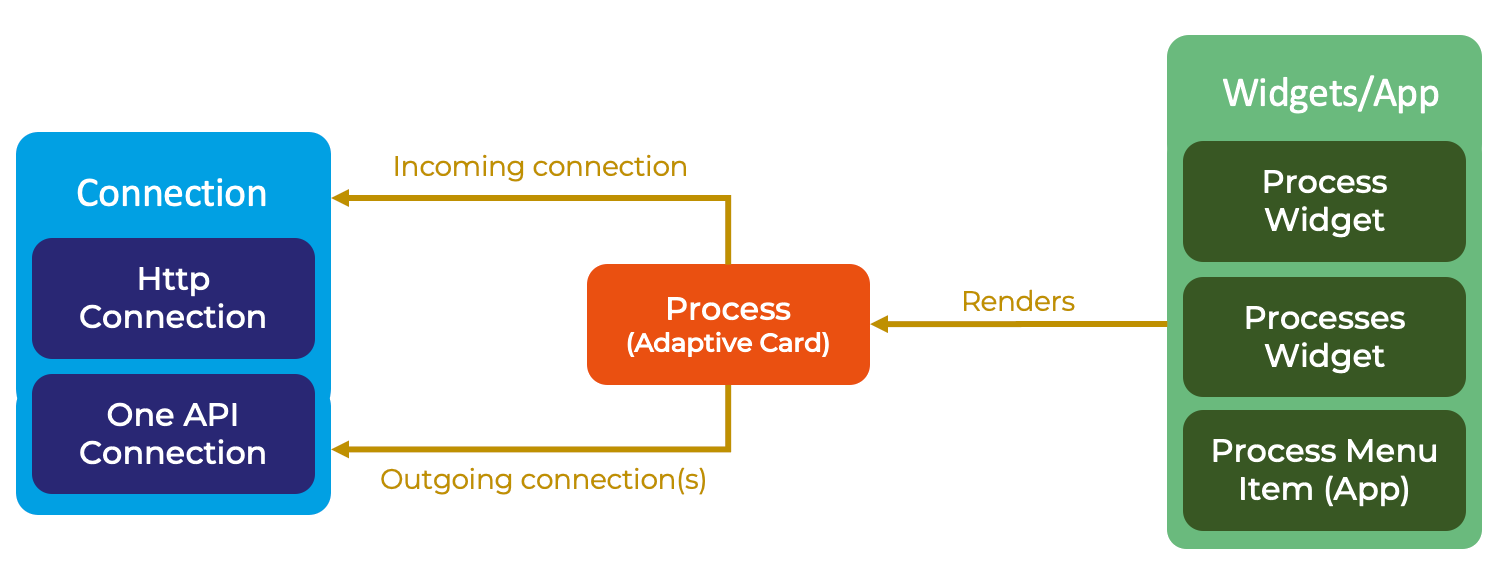 Connection
Http
Connection
One API
Connection
Incoming connection
Outgoing connection(s)
Process
(Adaptive Card)
Renders
Widgets/App
Process
Widget
Processes
Widget
Process Menu
Item (App)